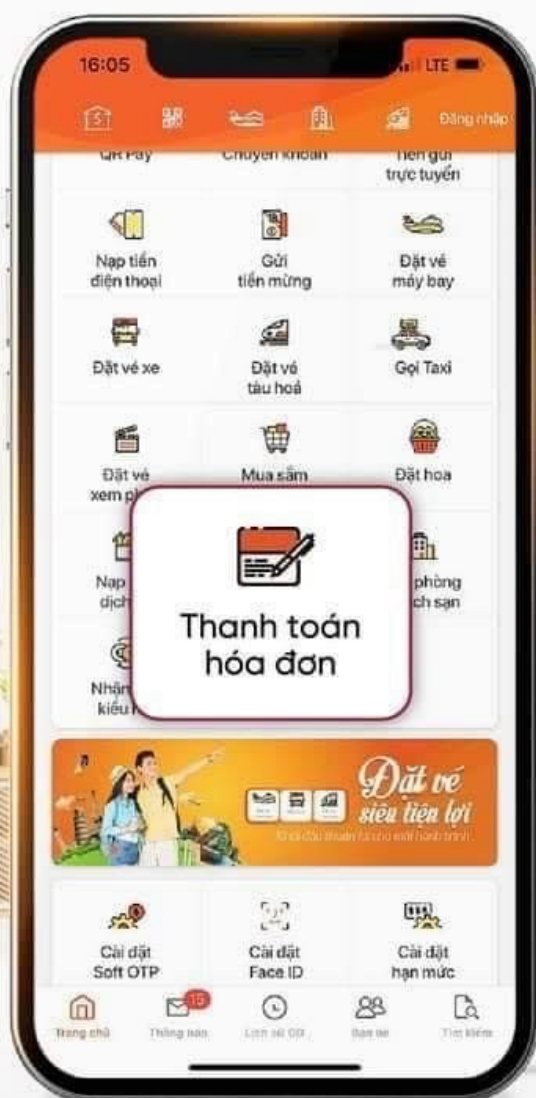 16:05
LTE
Đăng nhập
QR Pay
Chuyển khoản
Tiền gửi
trực tuyến
Nạp tiền
điện thoại
Gửi
tiền mừng
Đặt vé
máy bay
Đặt vé xe
Đặt vé
tàu hoả
Gọi Taxi
Đặt vé
xem p
Mua sắm
Đặt hoa
Nạp
dịch
phòng
ch sạn
Thanh toán
hóa đơn
Nhận
kiều
Đặt vé
siêu tiện lợi
Cài đặt
Soft OTP
Cài đặt
Face ID
Cài đặt
hạn mức
15
Trang chủ
Thông báo
Lịch sử GD
Bạn bè
Tìm kiếm